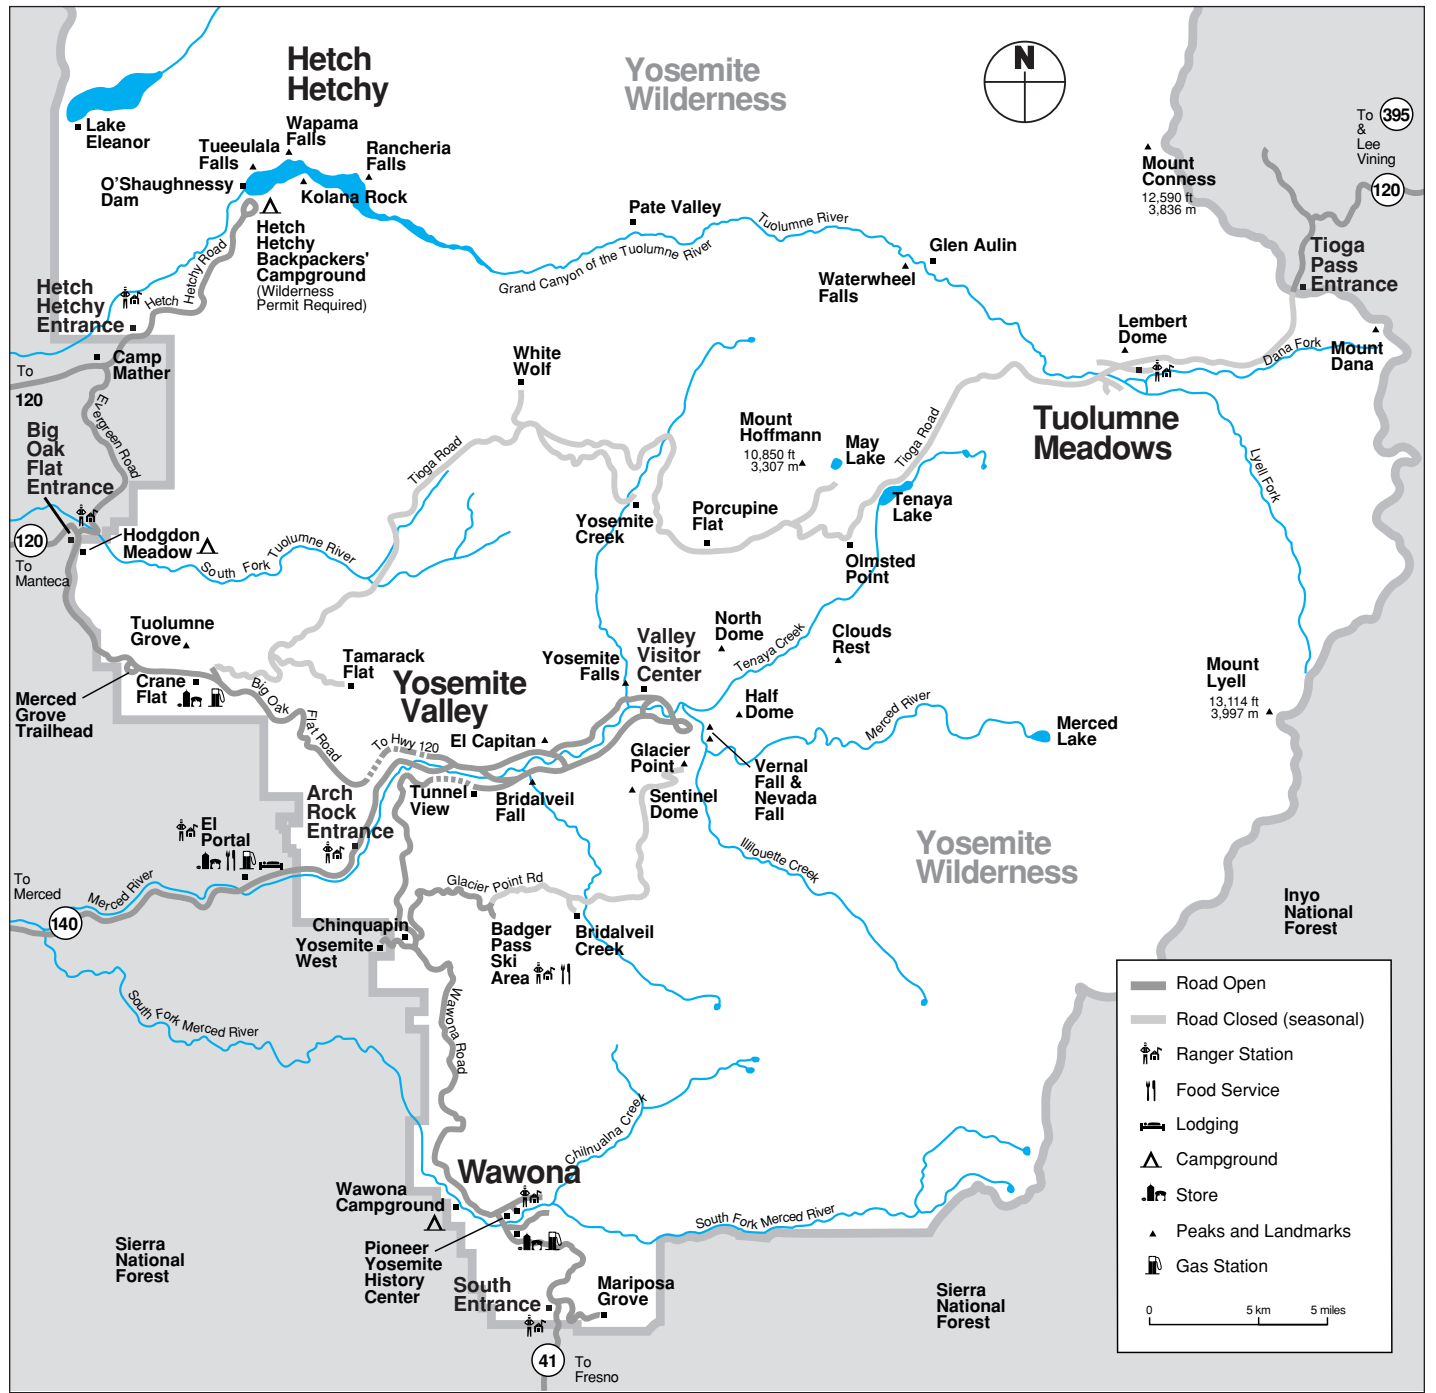 Hetch
Hetchy
Yosemite
Wilderness
N
To
395
&
Lee
Vining
120
Lake
Eleanor
Wapama
Falls
Tueeulala
Falls
Rancheria
Falls
O'Shaughnessy
Dam
Kolana Rock
Mount
Conness
12,590 ft
3,836 m
Hetch
Hetchy
Backpackers'
Campground
(Wilderness
Permit Required)
Pate Valley
Tuolumne River
Grand Canyon of the Tuolumne River
Glen Aulin
Waterwheel
Falls
Tioga
Pass
Entrance
Hetch Hetchy Road
Hetch
Hetchy
Entrance
Camp
Mather
To
120
Lembert
Dome
Dana Fork
Mount
Dana
White
Wolf
Evergreen Road
Big
Oak
Flat
Entrance
Tuolumne
Meadows
Mount
Hoffmann
10,850 ft
3,307 m
May
Lake
Tioga Road
Tioga Road
Lyell Fork
Tenaya
Lake
Yosemite
Creek
Porcupine
Flat
Olmsted
Point
120
To
Manteca
Hodgdon
Meadow
South Fork Tuolumne River
Tuolumne
Grove
Crane
Flat
Merced
Grove
Trailhead
Tamarack
Flat
Big Oak Flat Road
Yosemite
Valley
Yosemite
Falls
Valley
Visitor
Center
North
Dome
Tenaya Creek
Clouds
Rest
Half
Dome
Merced River
Merced
Lake
Mount
Lyell
13,114 ft
3,997 m
To Hwy 120
El Capitan
Glacier
Point
Vernal
Fall &
Nevada
Fall
Sentinel
Dome
Arch
Rock
Entrance
Tunnel
View
Bridalveil
Fall
El
Portal
To
Merced
Merced River
140
Illilouette Creek
Yosemite
Wilderness
Glacier Point Rd
Chinquapin
Yosemite
West
Badger
Pass
Ski
Area
Bridalveil
Creek
Inyo
National
Forest
South Fork Merced River
Wawona Road
Chilnualna Creek
Wawona
Wawona
Campground
Pioneer
Yosemite
History
Center
South Fork Merced River
South
Entrance
Mariposa
Grove
41
To
Fresno
Sierra
National
Forest
Sierra
National
Forest
Road Open
Road Closed (seasonal)
Ranger Station
Food Service
Lodging
Campground
Store
Peaks and Landmarks
Gas Station
0
5 km
5 miles